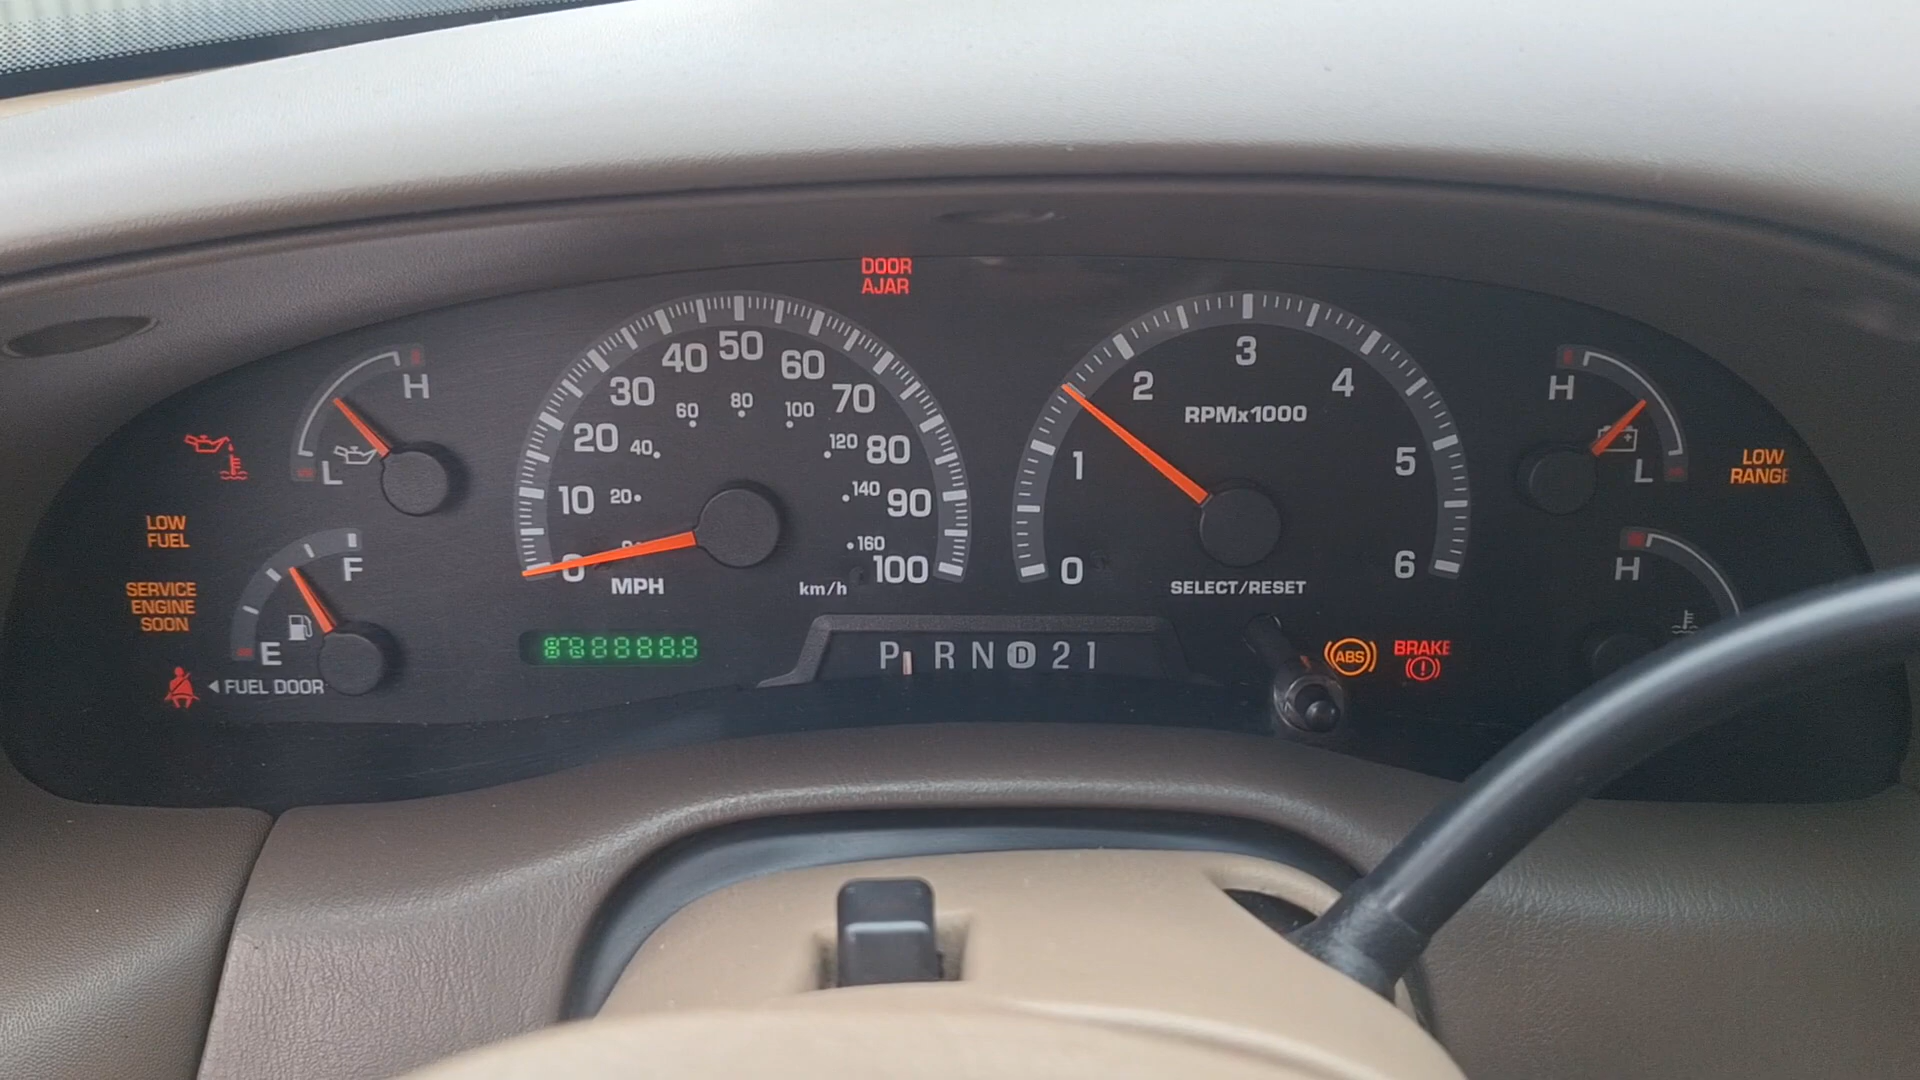 DOOR
AJAR
H
L
LOW
FUEL
SERVICE
ENGINE
SOON
F
E
FUEL DOOR
0 10 20 30 40 50 60 70 80 90 100
20 40 60 80 100 120 140 160
MPH
km/h
0 1 2 3 4 5 6
RPMx1000
SELECT/RESET
P R N D 2 1
ABS
BRAKE
H
L
LOW
RANGE
H